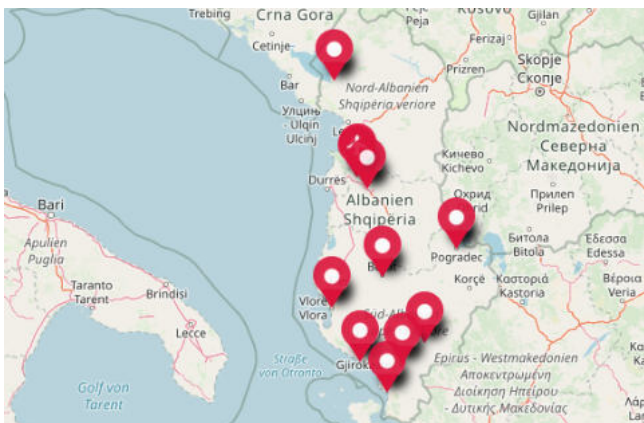 Trebing
Crna Gora
Peja
Peć
Gjilan
Cetinje
Ferizaj
Bar
Prizren
Skopje
Скопје
Nord-Albanien
Shqipëria veriore
Улцињ
- Ulqin
Ulcinj
Nordmazedonien
Северна
Македонија
Кичево
Kichevo
Durrës
Albanien
Shqipëria
Охрид
Прилеп
Prilep
Bari
Apulien
Puglia
Битола
Bitola
Έδεσσα
Edessa
Pogradec
Korçë
Καστοριά
Kastoria
Βέροια
Veria
Taranto
Tarent
Brindisi
Vlorë
Vlora
Lecce
Straße
von Otranto
Epirus - Westmakedonien
Αποκεντρωμένη
Διοίκηση Ηπείρου
- Δυτικής Μακεδονίας
Golf von
Tarent